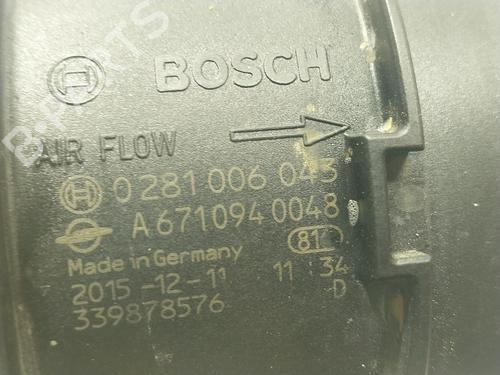 BOSCH
AIR FLOW
0 281 006 043
A 671 094 0048
81
Made in Germany
2015-12-11 11:34
D
339878576